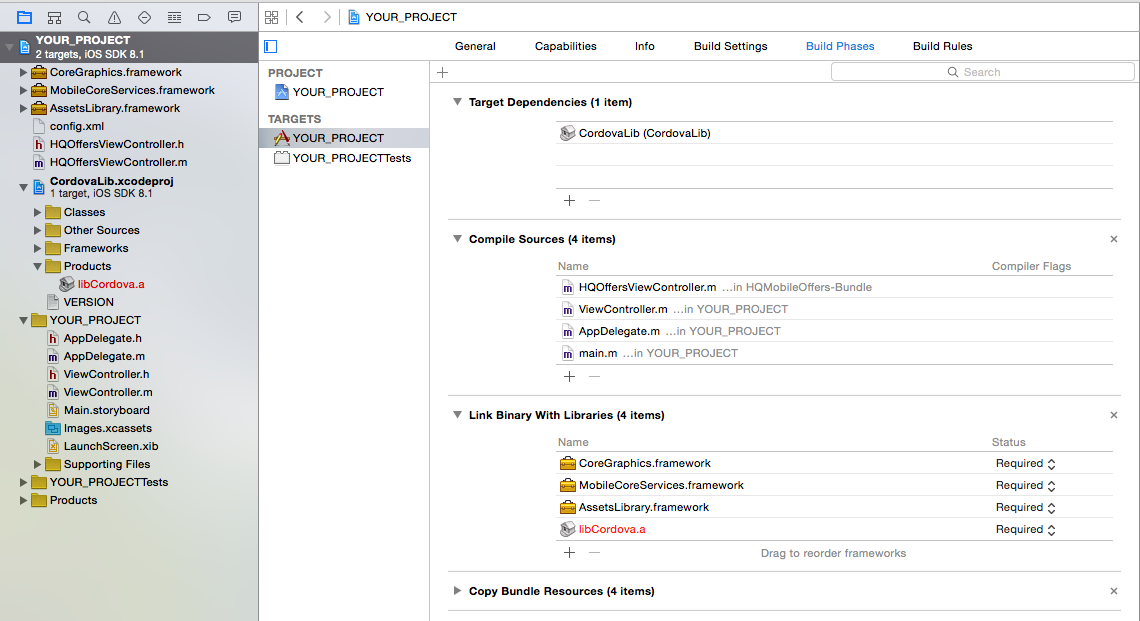 YOUR_PROJECT
YOUR_PROJECT
2 targets, iOS SDK 8.1
CoreGraphics.framework
MobileCoreServices.framework
AssetsLibrary.framework
config.xml
HQOffersViewController.h
HQOffersViewController.m
CordovaLib.xcodeproj
1 target, iOS SDK 8.1
Classes
Other Sources
Frameworks
Products
libCordova.a
VERSION
YOUR_PROJECT
AppDelegate.h
AppDelegate.m
ViewController.h
ViewController.m
Main.storyboard
Images.xcassets
LaunchScreen.xib
Supporting Files
YOUR_PROJECTTests
Products
General Capabilities Info Build Settings Build Phases Build Rules
PROJECT
YOUR_PROJECT
TARGETS
YOUR_PROJECT
YOUR_PROJECTTests
Search
Target Dependencies (1 item)
CordovaLib (CordovaLib)
Compile Sources (4 items)
Name Compiler Flags
HQOffersViewController.m ...in HQMobileOffers-Bundle
ViewController.m ...in YOUR_PROJECT
AppDelegate.m ...in YOUR_PROJECT
main.m ...in YOUR_PROJECT
Link Binary With Libraries (4 items)
Name Status
CoreGraphics.framework Required
MobileCoreServices.framework Required
AssetsLibrary.framework Required
libCordova.a Required
Drag to reorder frameworks
Copy Bundle Resources (4 items)